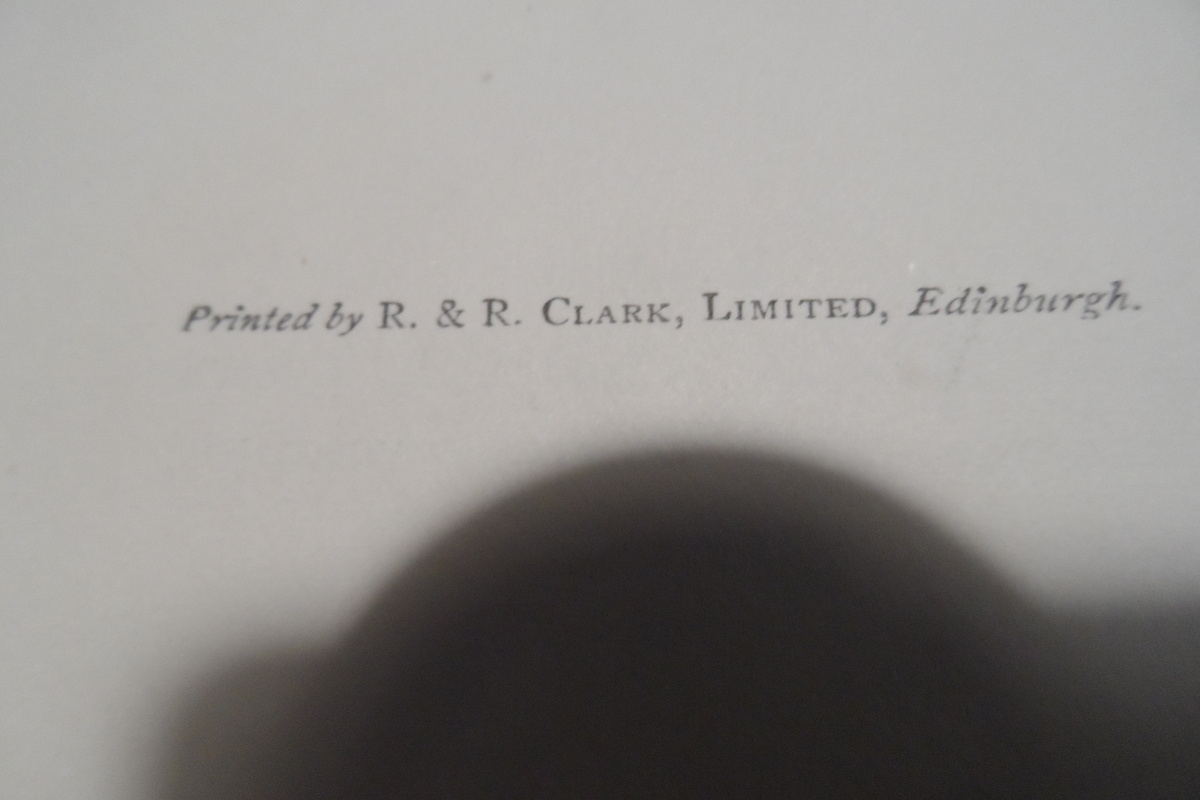 Printed by R. & R. CLARK, LIMITED, Edinburgh.